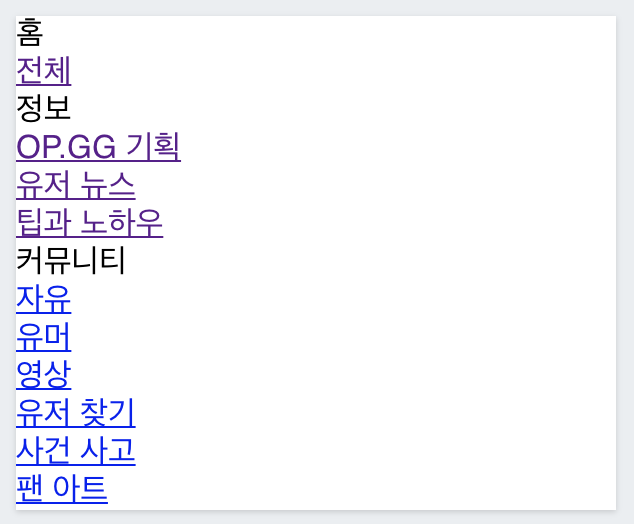 홈
전체
정보
OP.GG 기획
유저 뉴스
팁과 노하우
커뮤니티
자유
유머
영상
유저 찾기
사건 사고
팬 아트